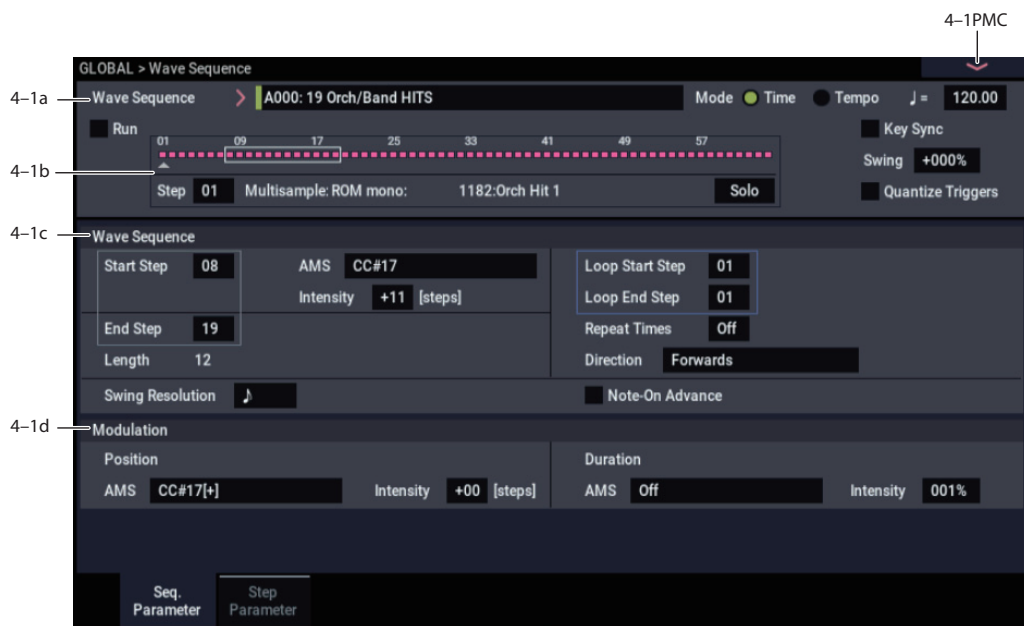 4–1PMC
GLOBAL > Wave Sequence
4–1a
Wave Sequence A000: 19 Orch/Band HITS Mode Time Tempo ♩= 120.00
Run Key Sync
01 09 17 25 33 41 49 57
Swing +000%
4–1b
Step 01 Multisample: ROM mono: 1182:Orch Hit 1 Solo Quantize Triggers
4–1c
Wave Sequence
Start Step 08 AMS CC#17 Loop Start Step 01
Intensity +11 [steps] Loop End Step 01
End Step 19 Repeat Times Off
Length 12 Direction Forwards
Swing Resolution ♪ Note-On Advance
4–1d
Modulation
Position Duration
AMS CC#17[+] Intensity +00 [steps] AMS Off Intensity 001%
Seq. Parameter
Step Parameter